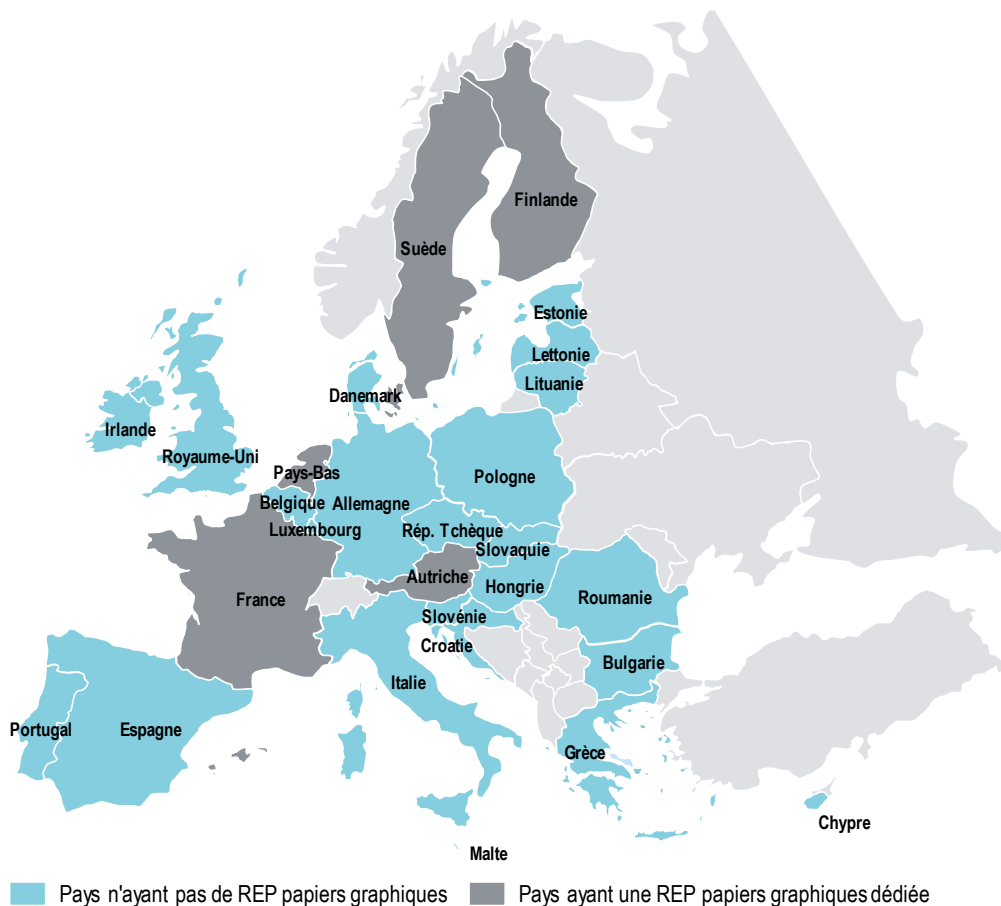 Finlande
Suède
Estonie
Lettonie
Lituanie
Danemark
Irlande
Royaume-Uni
Pays-Bas
Pologne
Belgique
Allemagne
Luxembourg
Rép. Tchèque
Slovaquie
Autriche
Hongrie
France
Roumanie
Slovénie
Croatie
Bulgarie
Italie
Portugal
Espagne
Grèce
Chypre
Malte
Pays n'ayant pas de REP papiers graphiques
Pays ayant une REP papiers graphiques dédiée